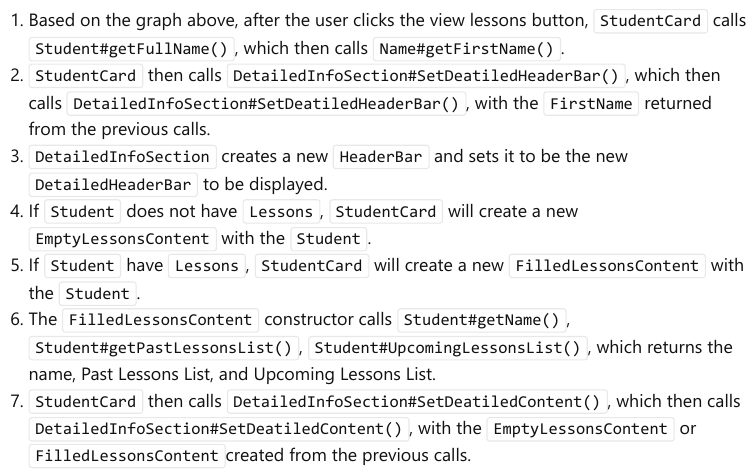 1. Based on the graph above, after the user clicks the view lessons button, StudentCard calls
Student#getFullName(), which then calls Name#getFirstName().
2. StudentCard then calls DetailedInfoSection#SetDeatiledHeaderBar(), which then
calls DetailedInfoSection#SetDeatiledHeaderBar(), with the FirstName returned
from the previous calls.
3. DetailedInfoSection creates a new HeaderBar and sets it to be the new
DetailedHeaderBar to be displayed.
4. If Student does not have Lessons, StudentCard will create a new
EmptyLessonsContent with the Student.
5. If Student have Lessons, StudentCard will create a new FilledLessonsContent with
the Student.
6. The FilledLessonsContent constructor calls Student#getName(),
Student#getPastLessonsList(), Student#UpcomingLessonsList(), which returns the
name, Past Lessons List, and Upcoming Lessons List.
7. StudentCard then calls DetailedInfoSection#SetDeatiledContent(), which then calls
DetailedInfoSection#SetDeatiledContent(), with the EmptyLessonsContent or
FilledLessonsContent created from the previous calls.